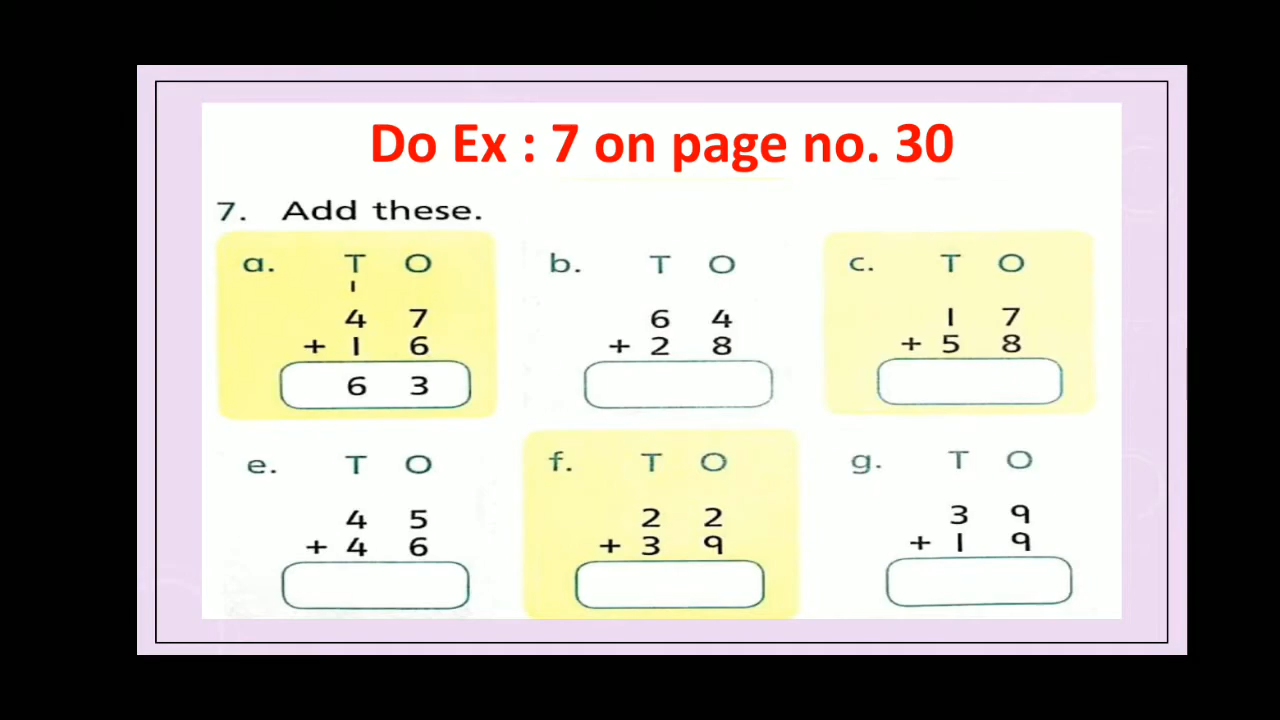 Do Ex : 7 on page no. 30
7. Add these.
a. T O
1
4 7
+ 1 6
6 3
b. T O
6 4
+ 2 8
c. T O
1 7
+ 5 8
e. T O
4 5
+ 4 6
f. T O
2 2
+ 3 9
g. T O
3 9
+ 1 9